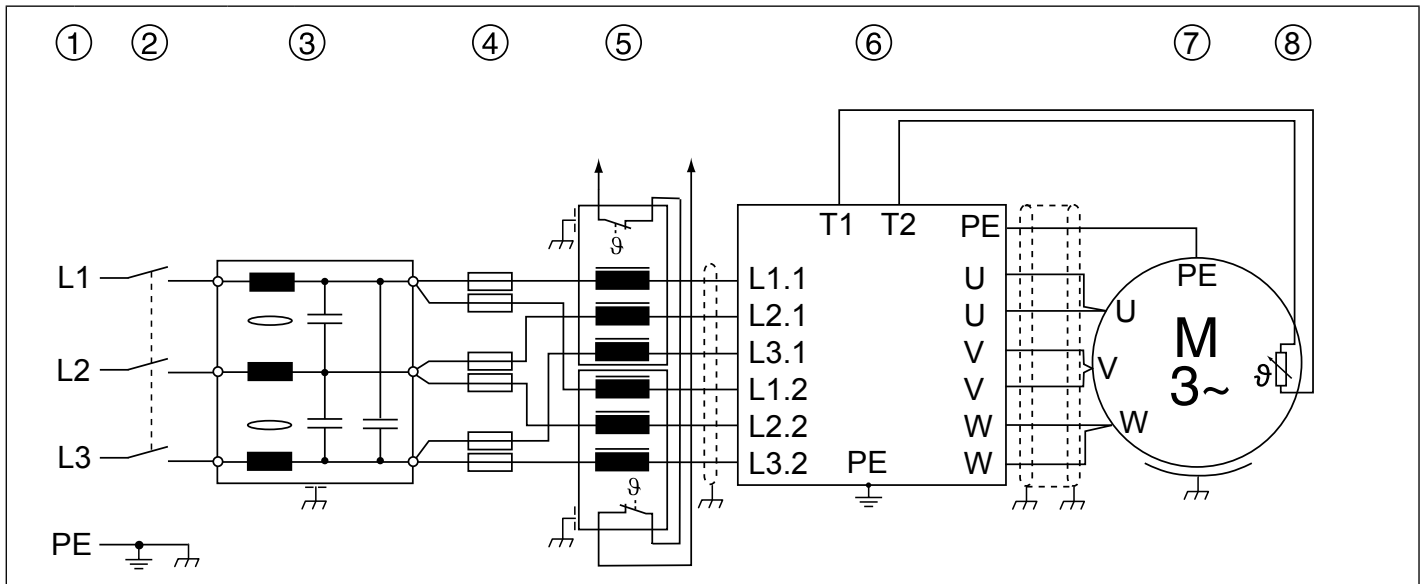 ① ② ③ ④ ⑤ ⑥ ⑦ ⑧
L1
L2
L3
PE
ϑ
ϑ
T1 T2
PE
L1.1 U
L2.1 U
L3.1 V
L1.2 V
L2.2 W
L3.2 W
PE
PE
U
V
W
M
3~
ϑ